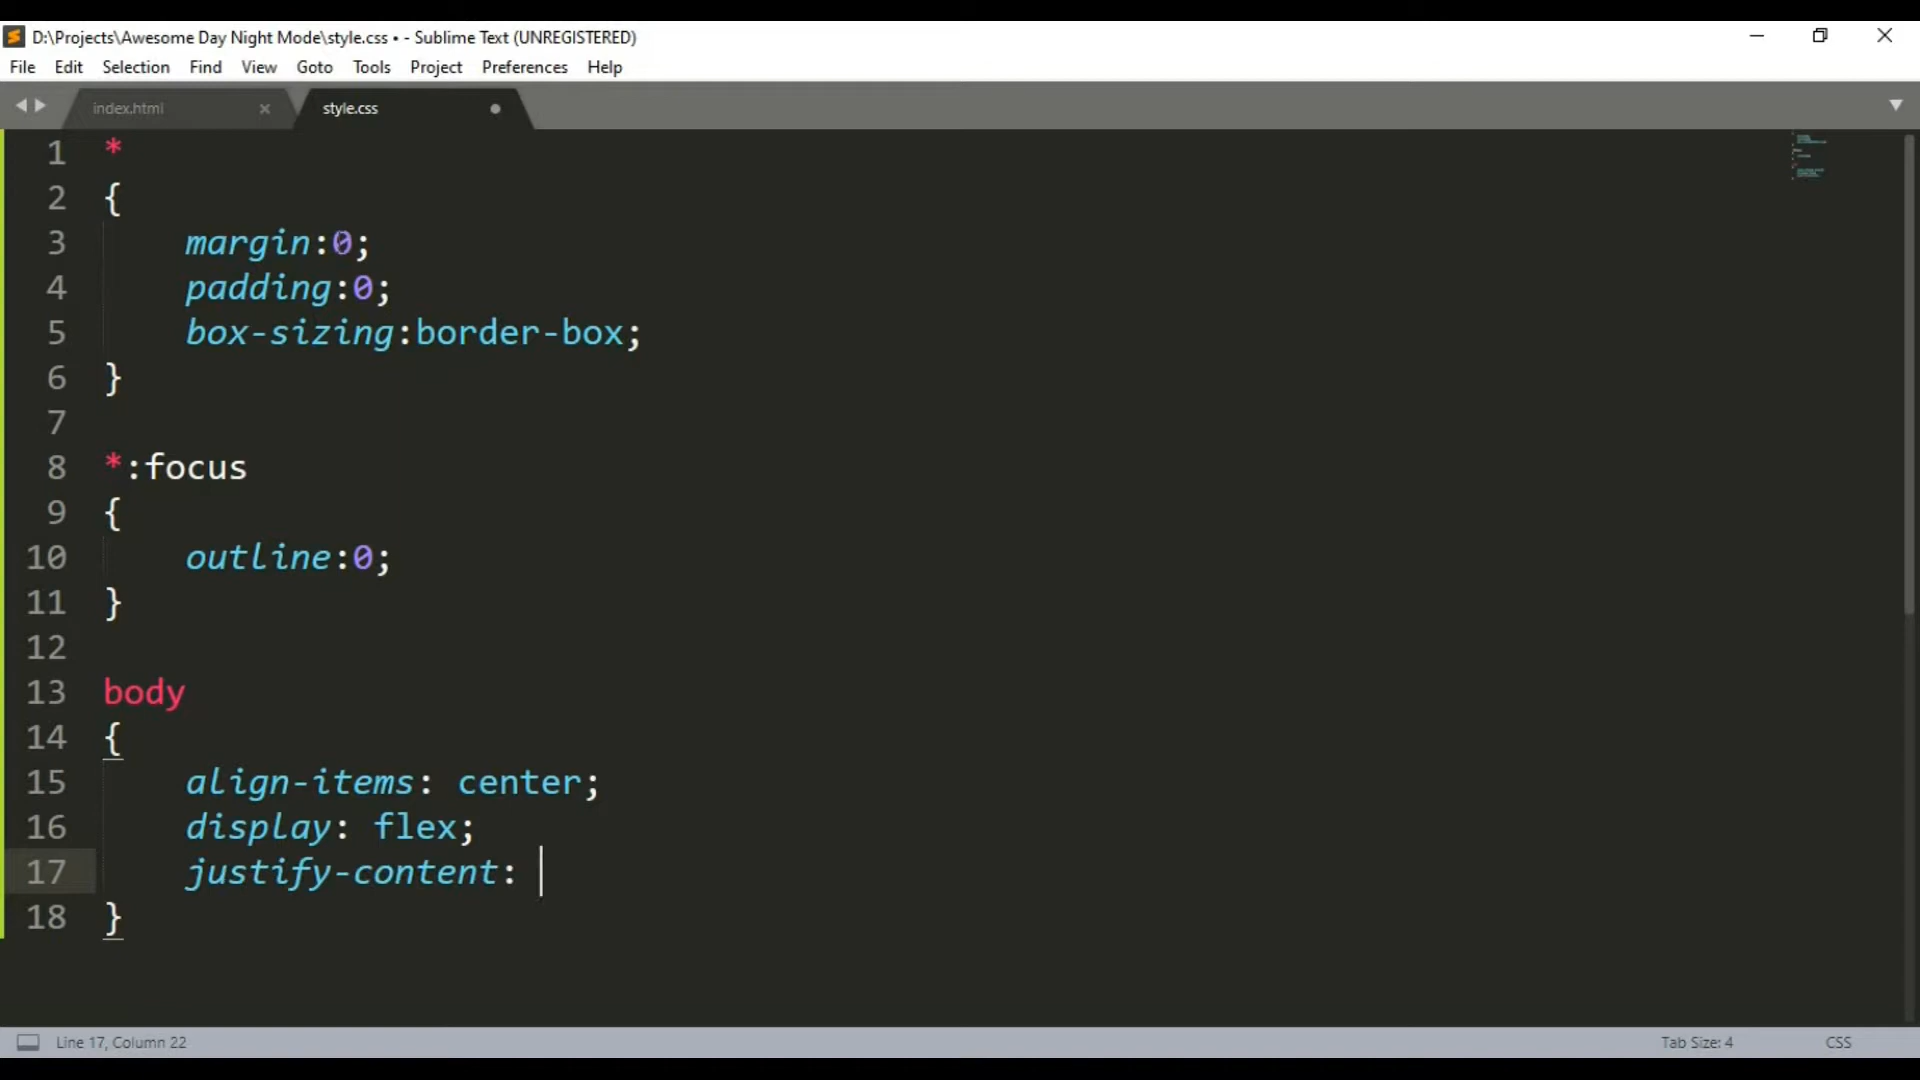 D:\Projects\Awesome Day Night Mode\style.css • - Sublime Text (UNREGISTERED)
File Edit Selection Find View Goto Tools Project Preferences Help
index.html style.css
1 *
2 {
3 margin:0;
4 padding:0;
5 box-sizing:border-box;
6 }
7
8 *:focus
9 {
10 outline:0;
11 }
12
13 body
14 {
15 align-items: center;
16 display: flex;
17 justify-content:
18 }
Line 17, Column 22 Tab Size: 4 CSS